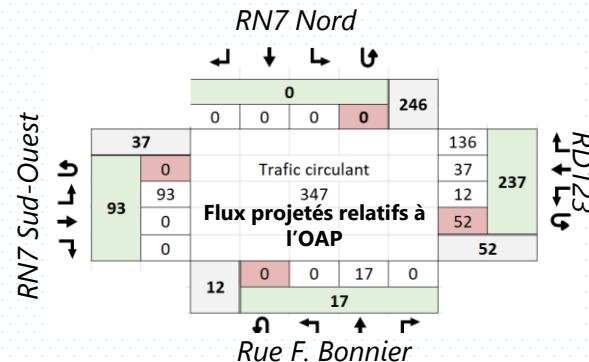 RN7 Nord
0
246
0 0 0 0
37
136
0
Trafic circulant
37
237
93
93
347
12
0
Flux projetés relatifs à
l'OAP
52
0
52
12
0 0 17 0
17
RN7 Sud-Ouest
RD123
Rue F. Bonnier